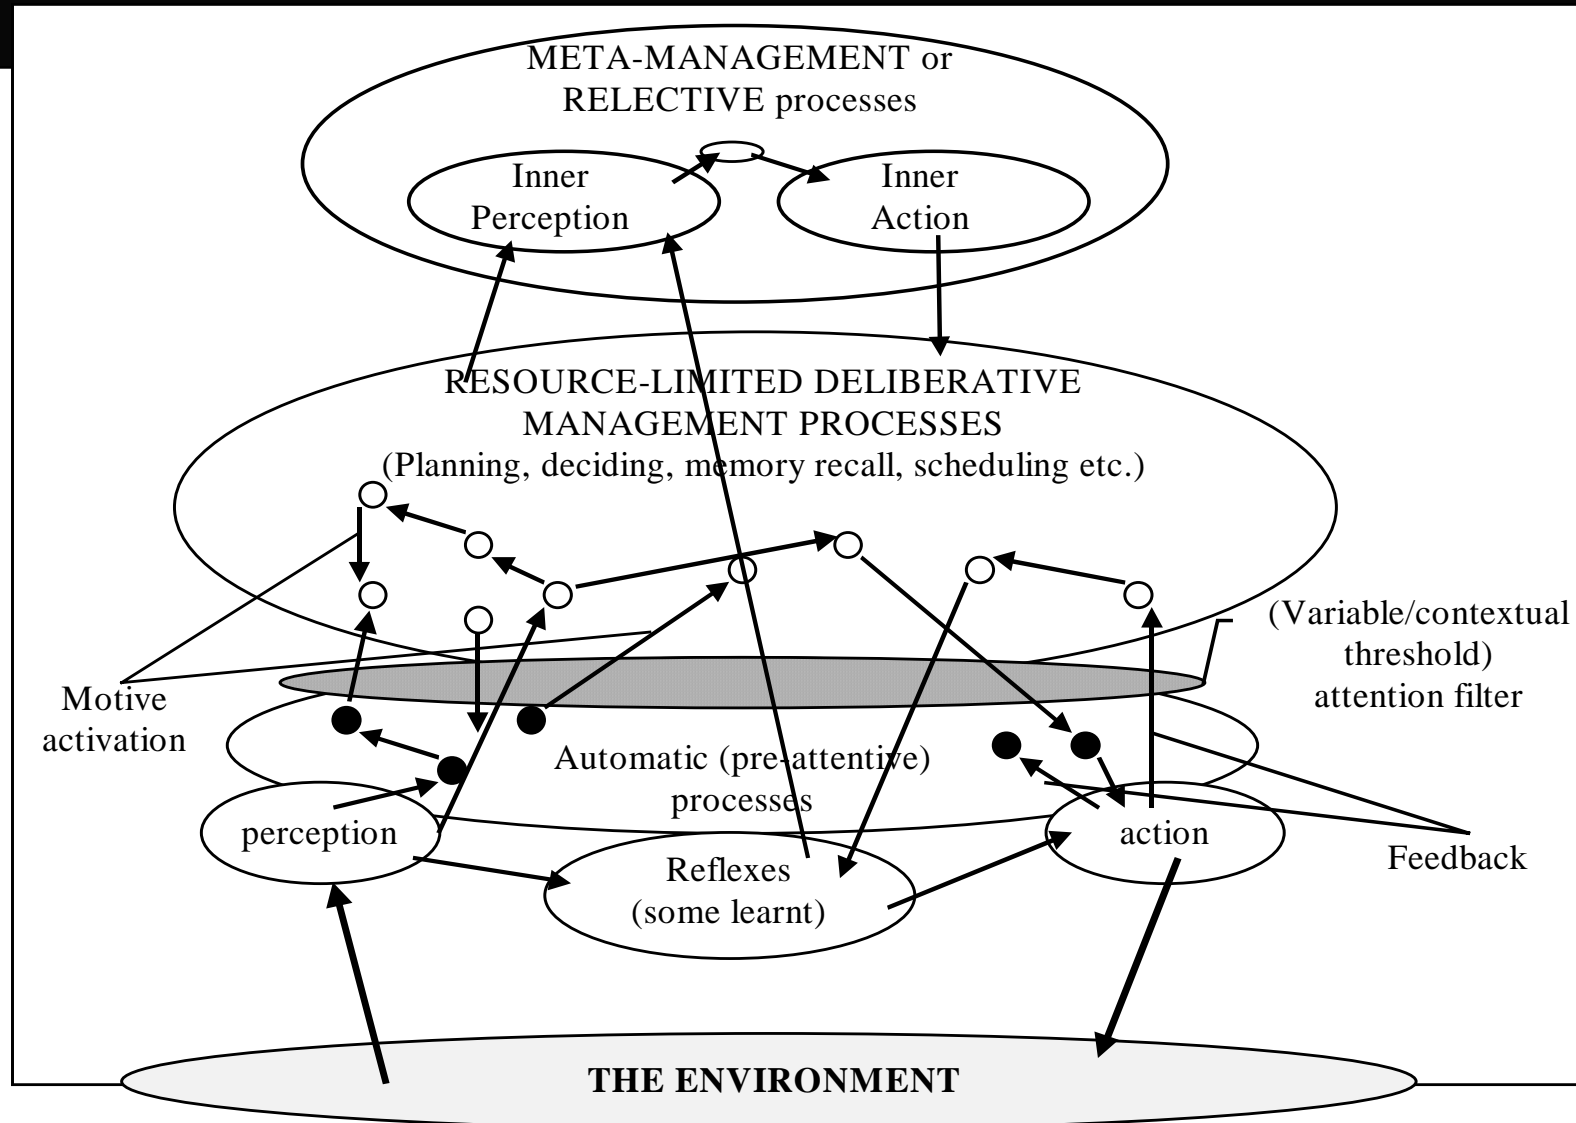 META-MANAGEMENT or
RELECTIVE processes
Inner
Perception
Inner
Action
RESOURCE-LIMITED DELIBERATIVE
MANAGEMENT PROCESSES
(Planning, deciding, memory recall, scheduling etc.)
(Variable/contextual
threshold)
attention filter
Motive
activation
Automatic (pre-attentive)
processes
perception
action
Reflexes
(some learnt)
Feedback
THE ENVIRONMENT